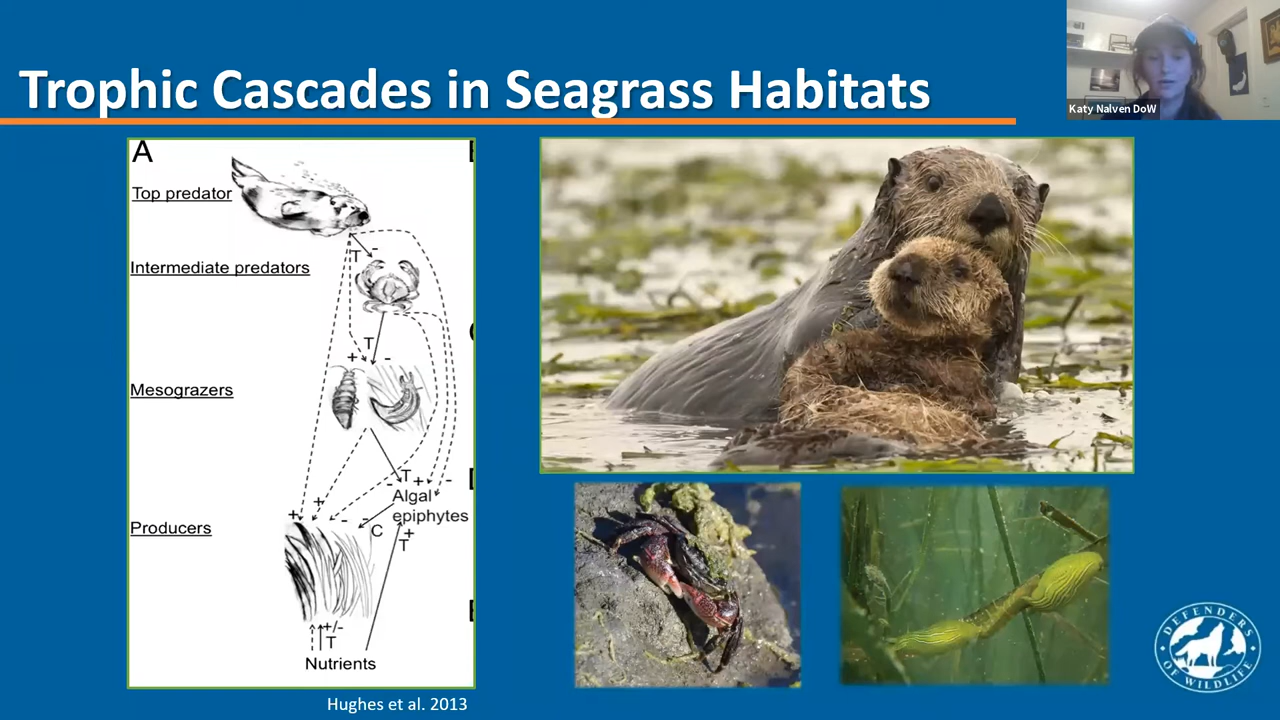 Trophic Cascades in Seagrass Habitats
Katy Nalven DoW
A
Top predator
-
T
Intermediate predators
T
+ -
Mesograzers
T
- + -
Algal
epiphytes
+
+ - -
Producers
C
+
T
+/-
T
Nutrients
Hughes et al. 2013
DEFENDERS
OF WILDLIFE